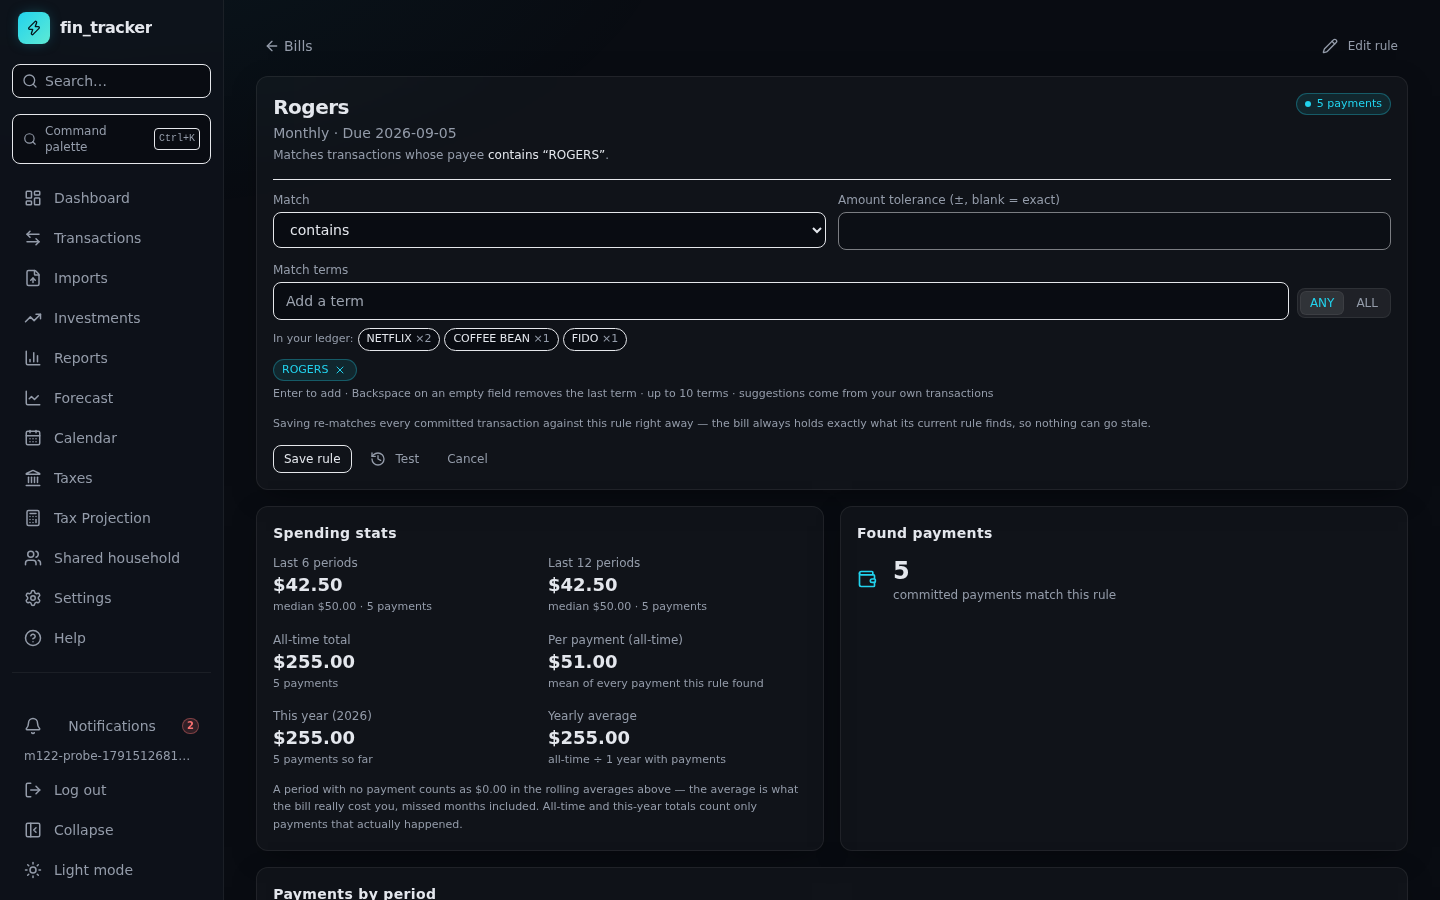 fin_tracker
Search...
Command palette
Ctrl+K
Dashboard
Transactions
Imports
Investments
Reports
Forecast
Calendar
Taxes
Tax Projection
Shared household
Settings
Help
Notifications
2
m122-probe-1791512681...
Log out
Collapse
Light mode
Bills
Edit rule
Rogers
5 payments
Monthly · Due 2026-09-05
Matches transactions whose payee contains “ROGERS”.
Match
contains
Amount tolerance (±, blank = exact)
Match terms
Add a term
ANY
ALL
In your ledger: NETFLIX ×2 COFFEE BEAN ×1 FIDO ×1
ROGERS ×
Enter to add · Backspace on an empty field removes the last term · up to 10 terms · suggestions come from your own transactions
Saving re-matches every committed transaction against this rule right away — the bill always holds exactly what its current rule finds, so nothing can go stale.
Save rule
Test
Cancel
Spending stats
Last 6 periods
$42.50
median $50.00 · 5 payments
Last 12 periods
$42.50
median $50.00 · 5 payments
All-time total
$255.00
5 payments
Per payment (all-time)
$51.00
mean of every payment this rule found
This year (2026)
$255.00
5 payments so far
Yearly average
$255.00
all-time ÷ 1 year with payments
A period with no payment counts as $0.00 in the rolling averages above — the average is what
the bill really cost you, missed months included. All-time and this-year totals count only
payments that actually happened.
Found payments
5
committed payments match this rule
Payments by period